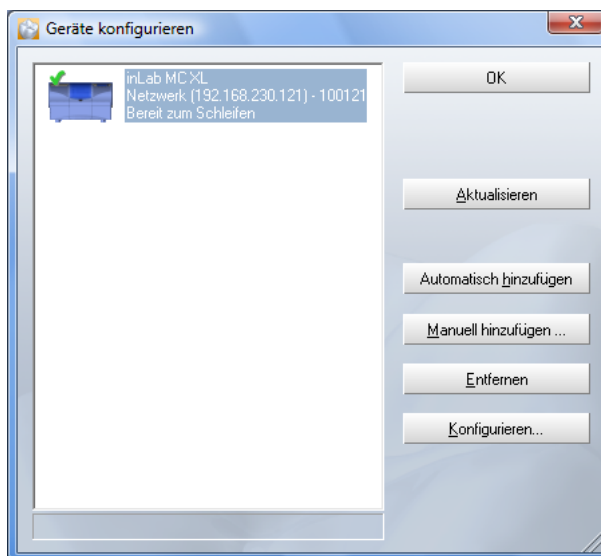 Geräte konfigurieren
inLab MC XL
Netzwerk (192.168.230.121) - 100121
Bereit zum Schleifen
OK
Aktualisieren
Automatisch hinzufügen
Manuell hinzufügen ...
Entfernen
Konfigurieren...